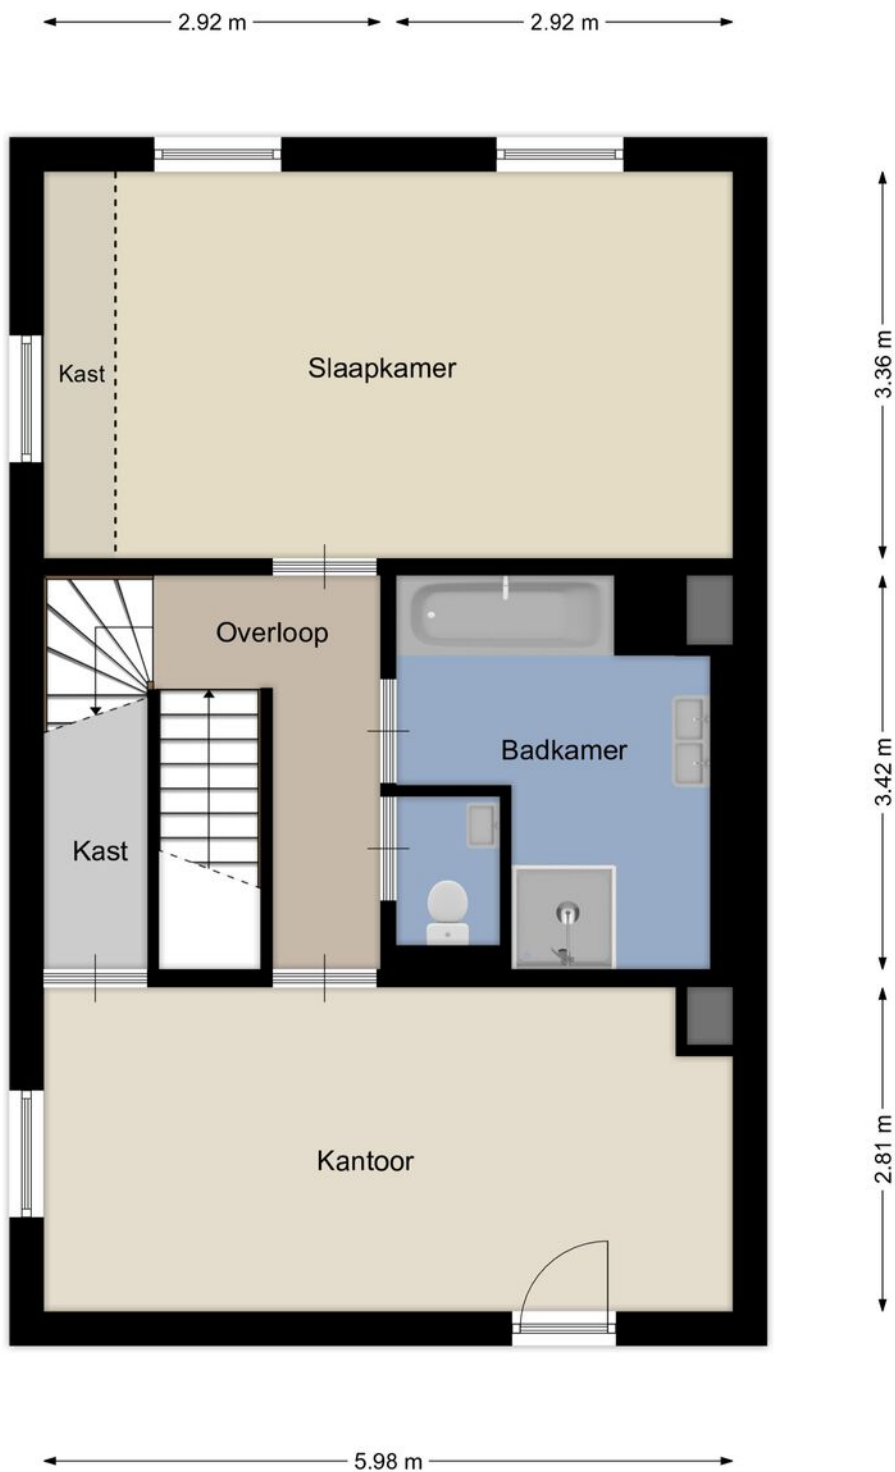 2.92 m
2.92 m
3.36 m
Kast
Slaapkamer
Overloop
3.42 m
Badkamer
Kast
2.81 m
Kantoor
5.98 m